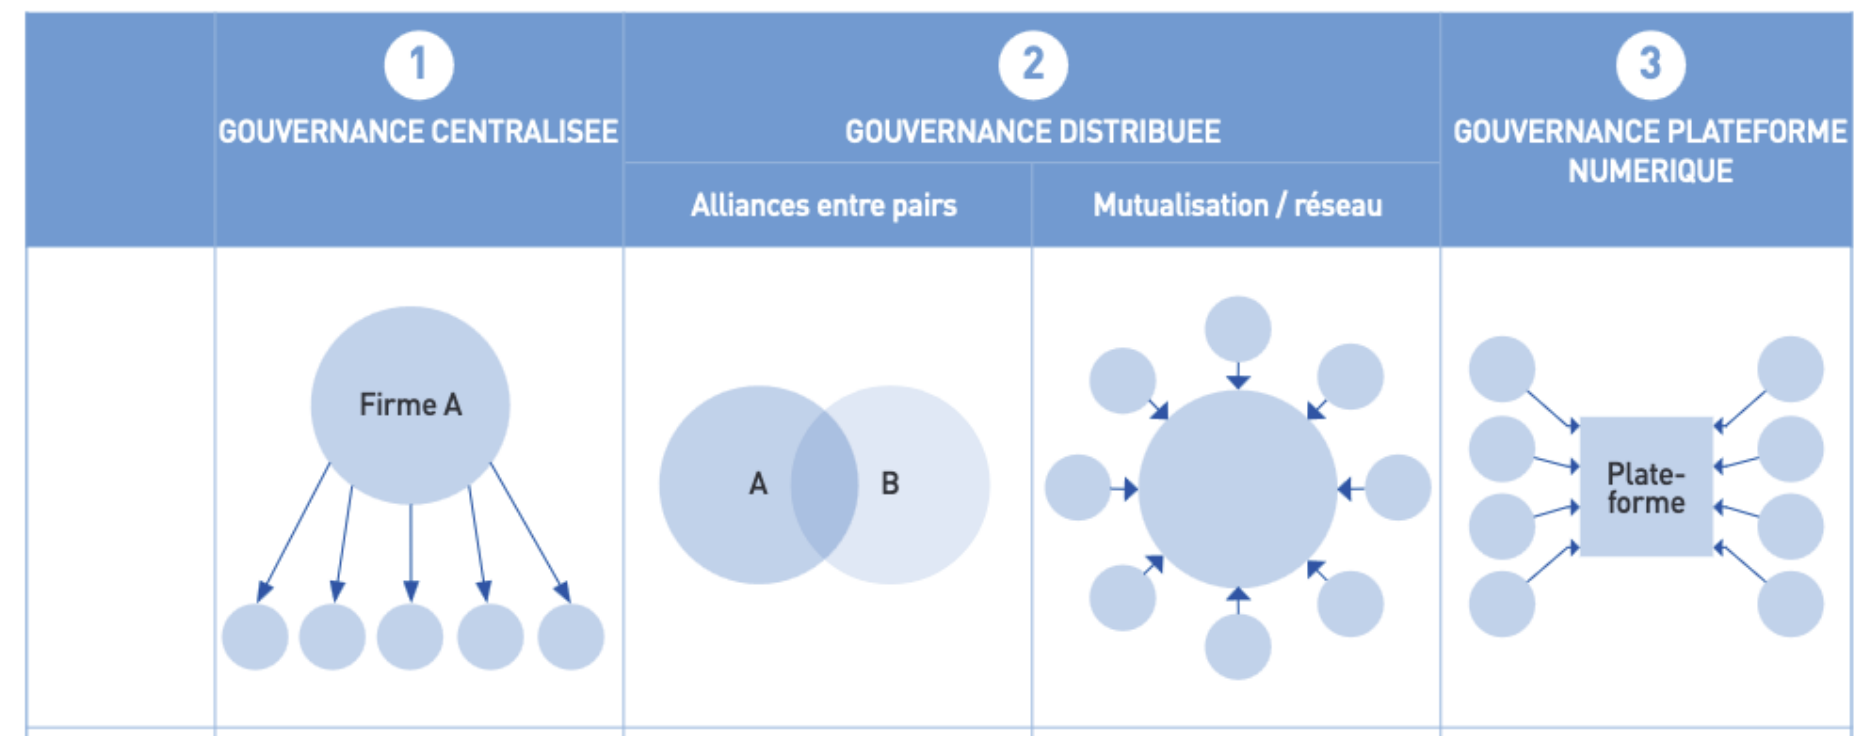 1
GOUVERNANCE CENTRALISEE
2
GOUVERNANCE DISTRIBUEE
Alliances entre pairs
Mutualisation / réseau
3
GOUVERNANCE PLATEFORME
NUMERIQUE
Firme A
A
B
Plate-
forme